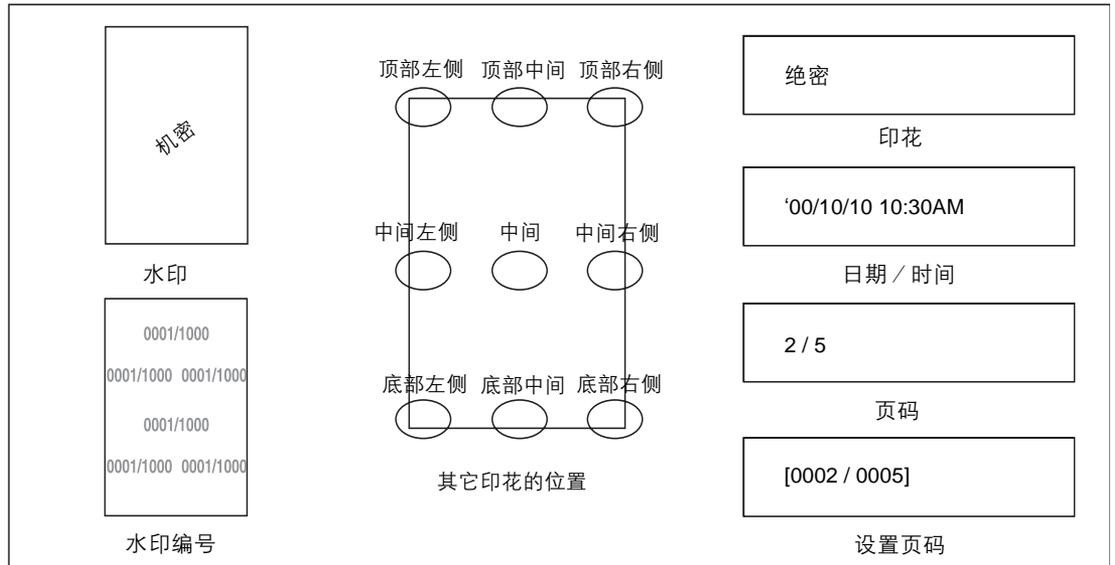 机密
水印
0001/1000
0001/1000 0001/1000
0001/1000
0001/1000 0001/1000
水印编号
顶部左侧 顶部中间 顶部右侧
中间左侧 中间 中间右侧
底部左侧 底部中间 底部右侧
其它印花的位置
绝密
印花
‘00/10/10 10:30AM
日期／时间
2 / 5
页码
[0002 / 0005]
设置页码